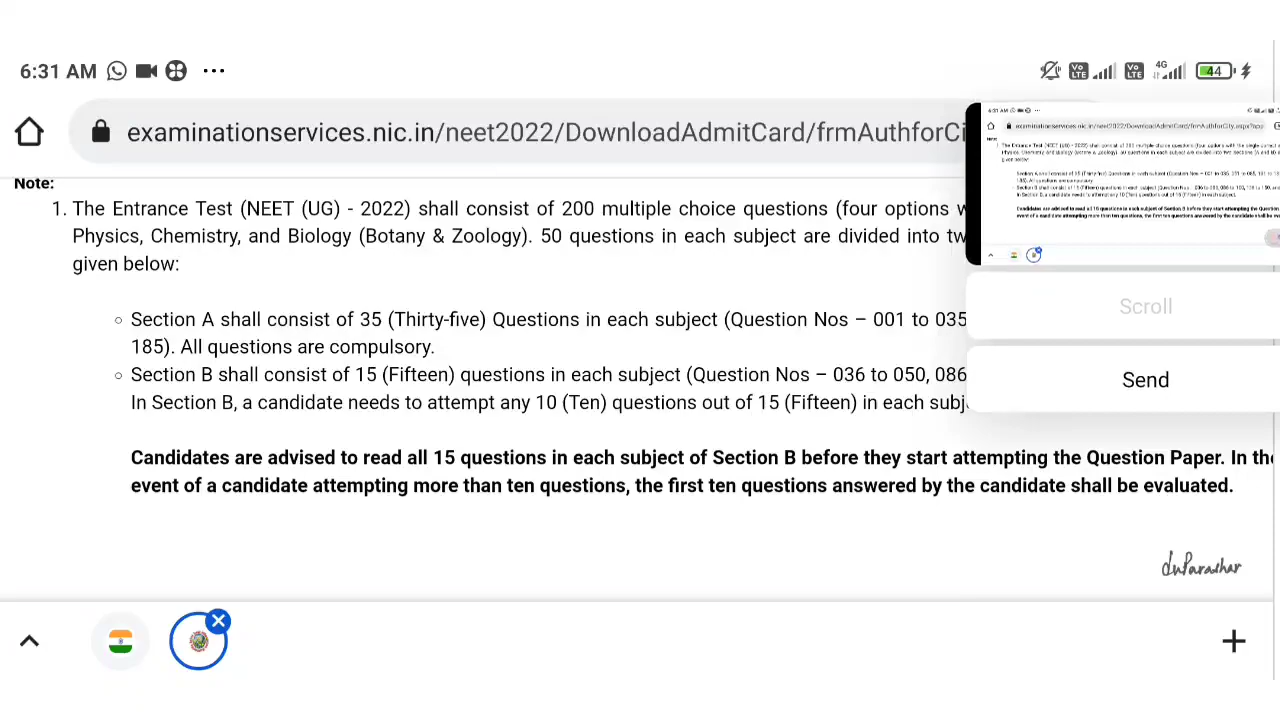 6:31 AM ...
Vo LTE Vo LTE 4G 44
examinationservices.nic.in/neet2022/DownloadAdmitCard/frmAuthforCi
Note:
1. The Entrance Test (NEET (UG) - 2022) shall consist of 200 multiple choice questions (four options w
Physics, Chemistry, and Biology (Botany & Zoology). 50 questions in each subject are divided into tw
given below:
Section A shall consist of 35 (Thirty-five) Questions in each subject (Question Nos – 001 to 035
185). All questions are compulsory.
Section B shall consist of 15 (Fifteen) questions in each subject (Question Nos – 036 to 050, 086
In Section B, a candidate needs to attempt any 10 (Ten) questions out of 15 (Fifteen) in each subj
Candidates are advised to read all 15 questions in each subject of Section B before they start attempting the Question Paper. In the
event of a candidate attempting more than ten questions, the first ten questions answered by the candidate shall be evaluated.
Scroll
Send